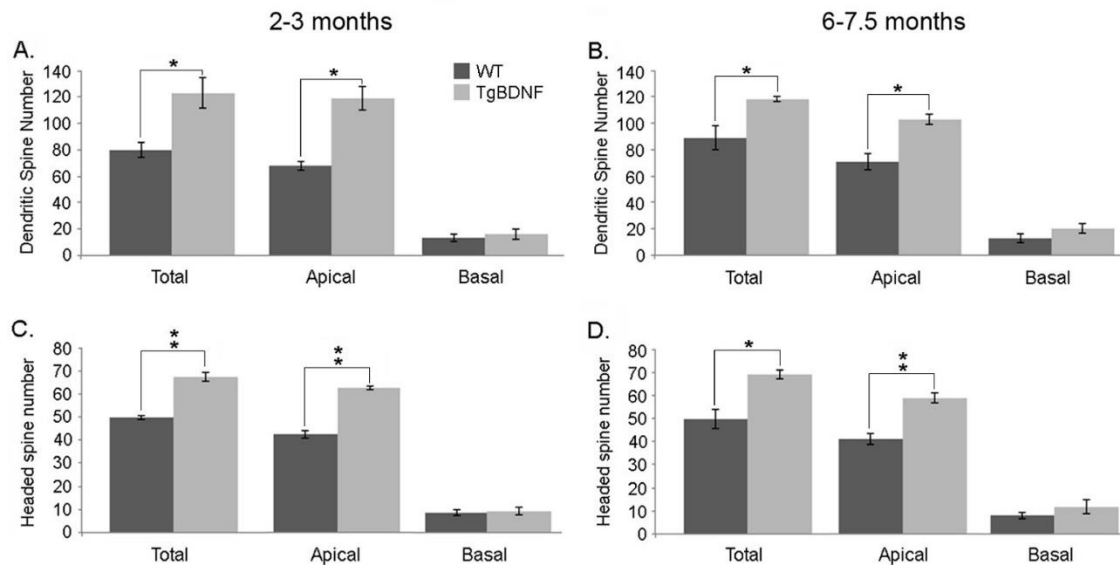 2-3 months
6-7.5 months
A.
Dendritic Spine Number
140
120
100
80
60
40
20
0
*
*
WT
TgBDNF
Total
Apical
Basal
B.
Dendritic Spine Number
140
120
100
80
60
40
20
0
*
*
Total
Apical
Basal
C.
Headed spine number
80
70
60
50
40
30
20
10
0
*
*
*
*
Total
Apical
Basal
D.
Headed spine number
80
70
60
50
40
30
20
10
0
*
*
*
Total
Apical
Basal